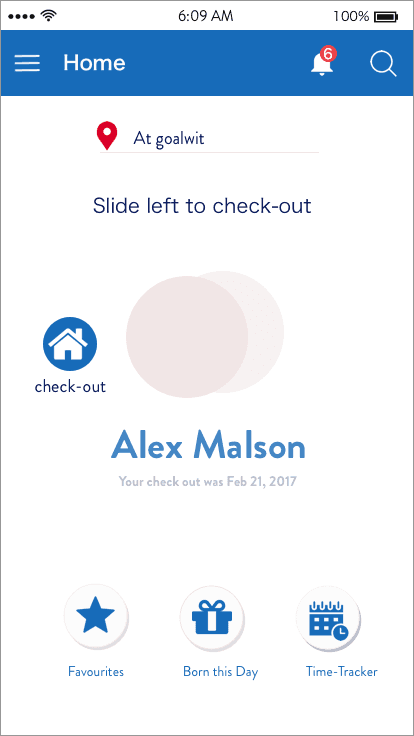 6:09 AM 100%
Home 6
At goalwit
Slide left to check-out
check-out
Alex Malson
Your check out was Feb 21, 2017
Favourites Born this Day Time-Tracker